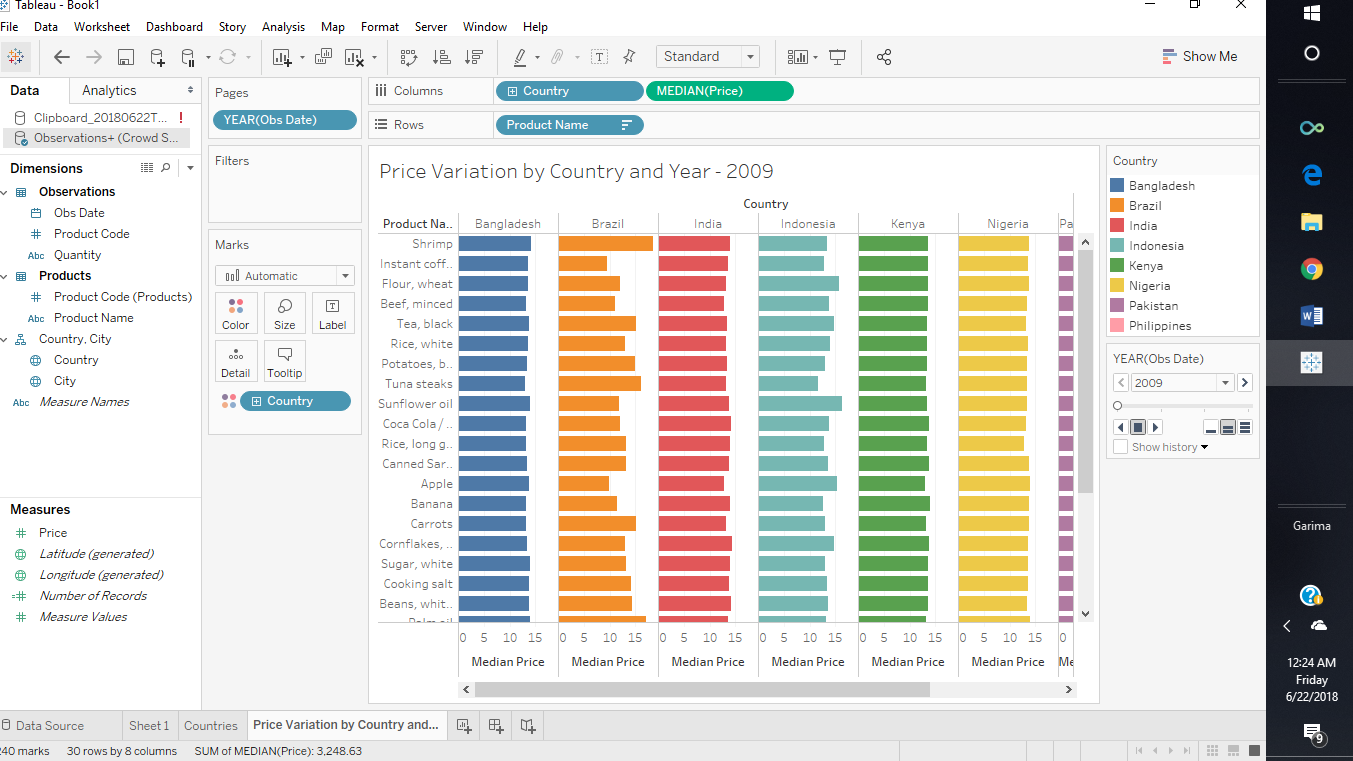 Tableau - Book1
File Data Worksheet Dashboard Story Analysis Map Format Server Window Help
Standard
Show Me
Data Analytics
Clipboard_20180622T... !
Observations+ (Crowd S...
Dimensions
Observations
Obs Date
Product Code
Abc Quantity
Products
Product Code (Products)
Abc Product Name
Country, City
Country
City
Abc Measure Names
Measures
Price
Latitude (generated)
Longitude (generated)
Number of Records
Measure Values
Pages
YEAR(Obs Date)
Filters
Marks
Automatic
Color Size Label
Detail Tooltip
Country
Columns Country MEDIAN(Price)
Rows Product Name
Price Variation by Country and Year - 2009
Country
Product Na.. Bangladesh Brazil India Indonesia Kenya Nigeria Pa
Shrimp
Instant coff..
Flour, wheat
Beef, minced
Tea, black
Rice, white
Potatoes, b..
Tuna steaks
Sunflower oil
Coca Cola / ..
Rice, long g..
Canned Sar..
Apple
Banana
Carrots
Cornflakes, ..
Sugar, white
Cooking salt
Beans, whit..
Palm oil
0 5 10 15 0 5 10 15 0 5 10 15 0 5 10 15 0 5 10 15 0 5 10 15 0
Median Price Median Price Median Price Median Price Median Price Median Price Me
Country
Bangladesh
Brazil
India
Indonesia
Kenya
Nigeria
Pakistan
Philippines
YEAR(Obs Date)
2009
Show history
Data Source Sheet 1 Countries Price Variation by Country and...
240 marks 30 rows by 8 columns SUM of MEDIAN(Price): 3,248.63
W
Garima
12:24 AM
Friday
6/22/2018
9